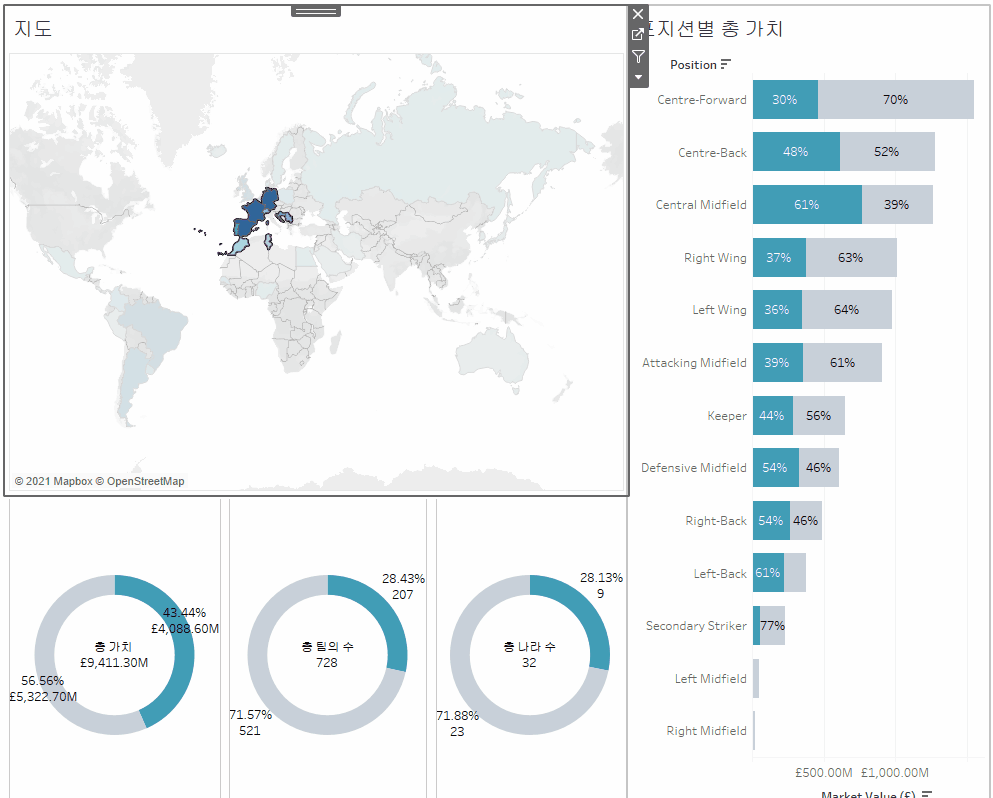 지도
© 2021 Mapbox © OpenStreetMap
43.44%
£4,088.60M
총 가치
£9,411.30M
56.56%
£5,322.70M
28.43%
207
총 팀의 수
728
71.57%
521
28.13%
9
총 나라 수
32
71.88%
23
포지션별 총 가치
Position
Centre-Forward 30% 70%
Centre-Back 48% 52%
Central Midfield 61% 39%
Right Wing 37% 63%
Left Wing 36% 64%
Attacking Midfield 39% 61%
Keeper 44% 56%
Defensive Midfield 54% 46%
Right-Back 54% 46%
Left-Back 61%
Secondary Striker 77%
Left Midfield
Right Midfield
£500.00M £1,000.00M
Market Value (£)